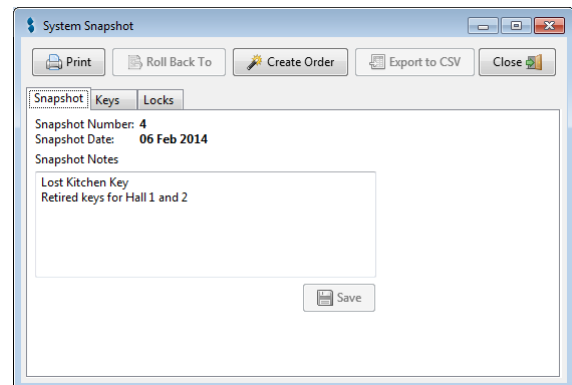 System Snapshot
Print Roll Back To Create Order Export to CSV Close
Snapshot Keys Locks
Snapshot Number: 4
Snapshot Date: 06 Feb 2014
Snapshot Notes
Lost Kitchen Key
Retired keys for Hall 1 and 2
Save